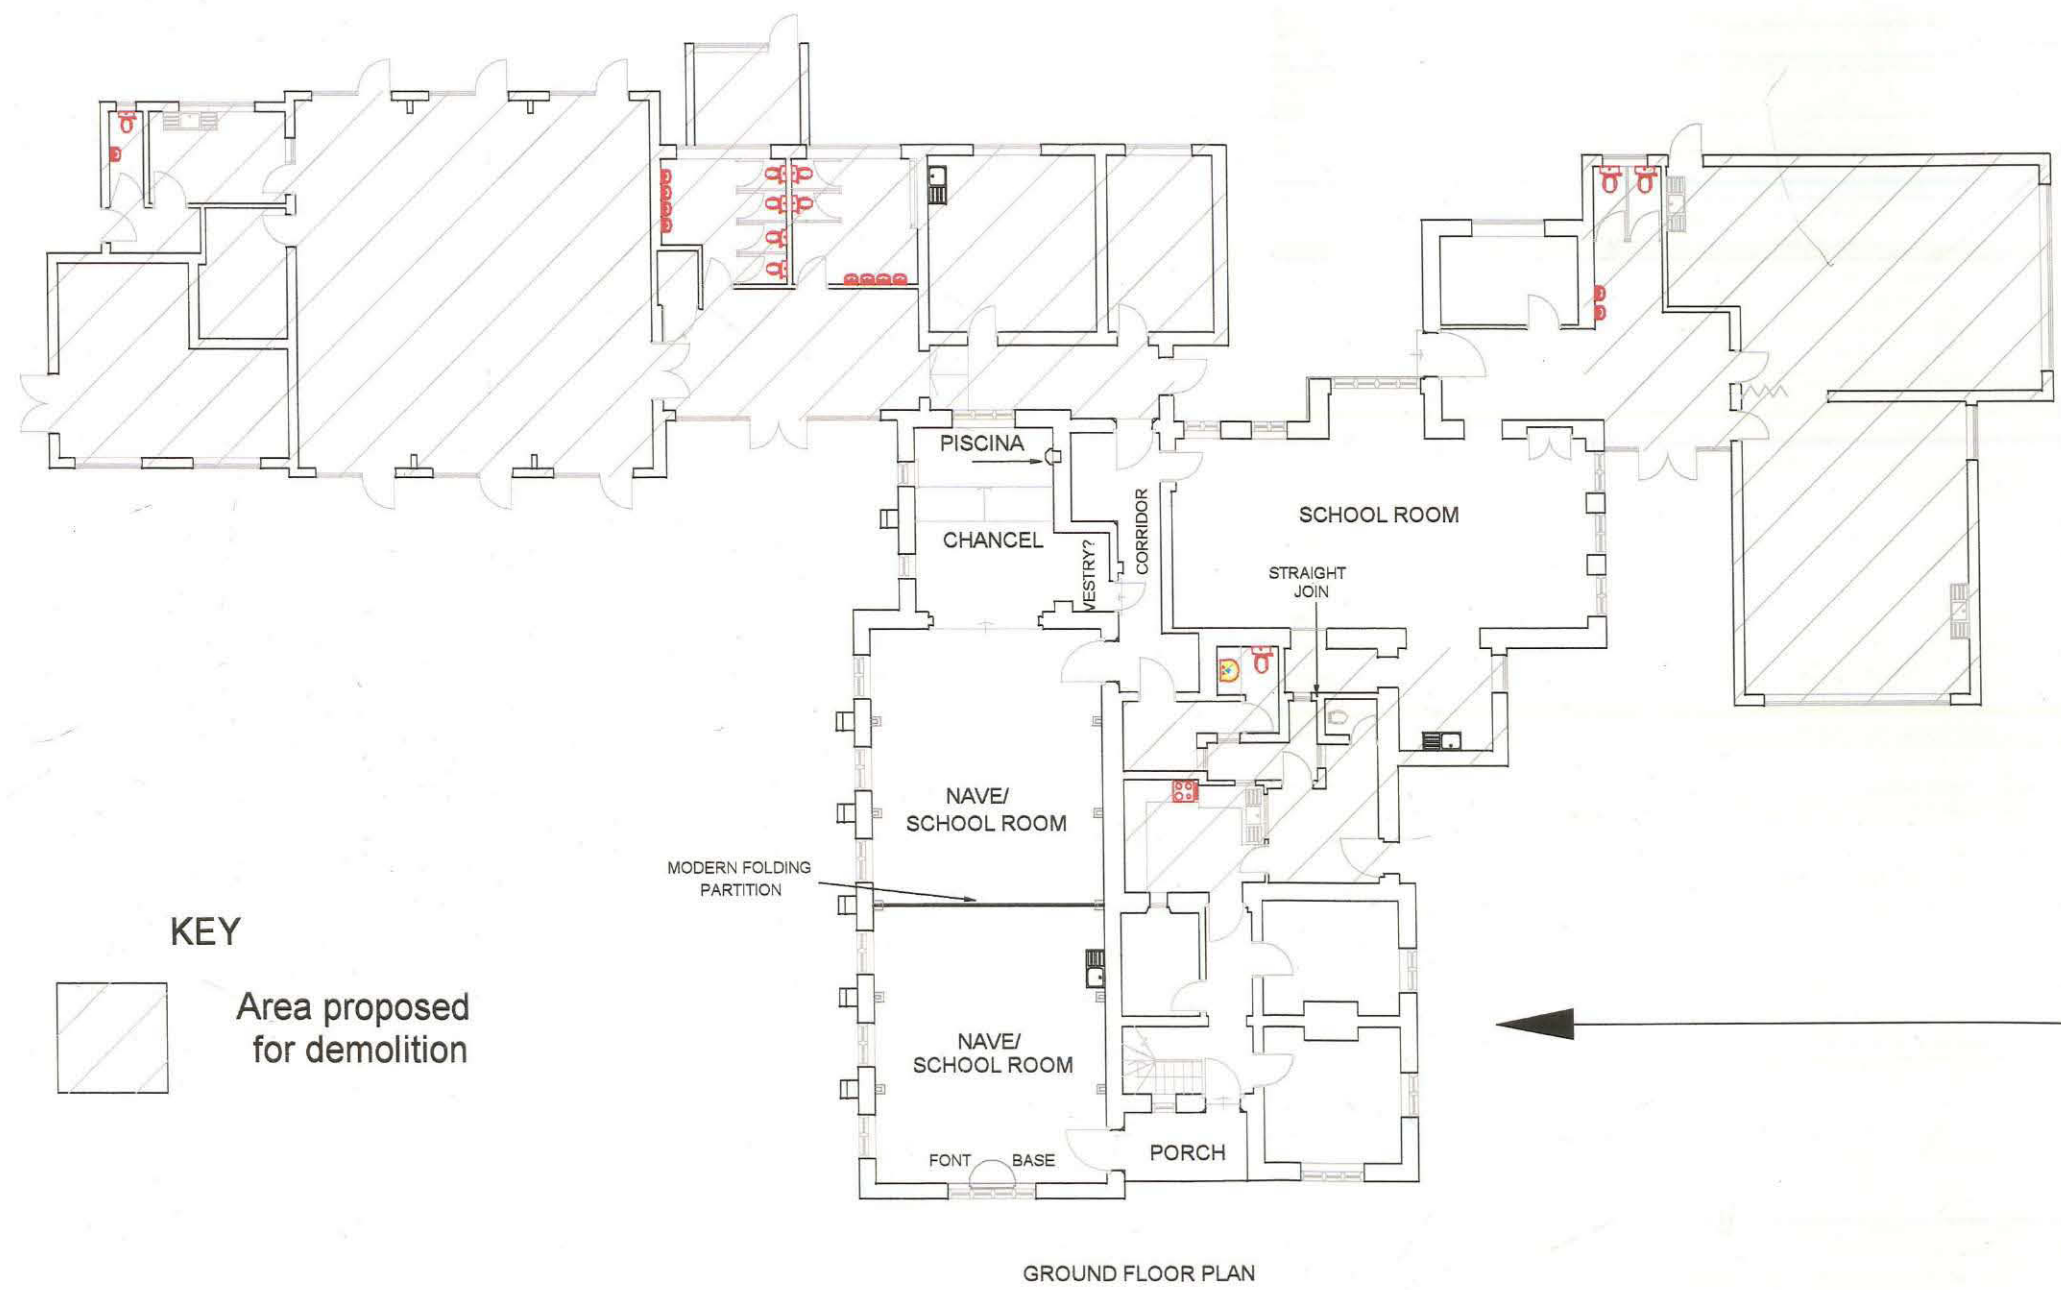 PISCINA
CHANCEL
VESTRY?
CORRIDOR
SCHOOL ROOM
STRAIGHT
JOIN
NAVE/
SCHOOL ROOM
MODERN FOLDING
PARTITION
KEY
Area proposed
for demolition
NAVE/
SCHOOL ROOM
PORCH
FONT BASE
GROUND FLOOR PLAN